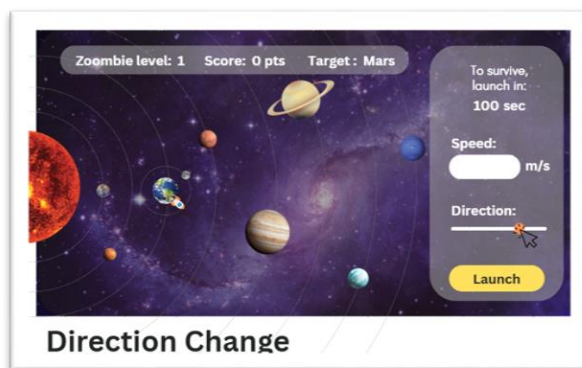 Zoombie level: 1 Score: 0 pts Target : Mars
To survive,
launch in:
100 sec
Speed:
m/s
Direction:
Launch
Direction Change